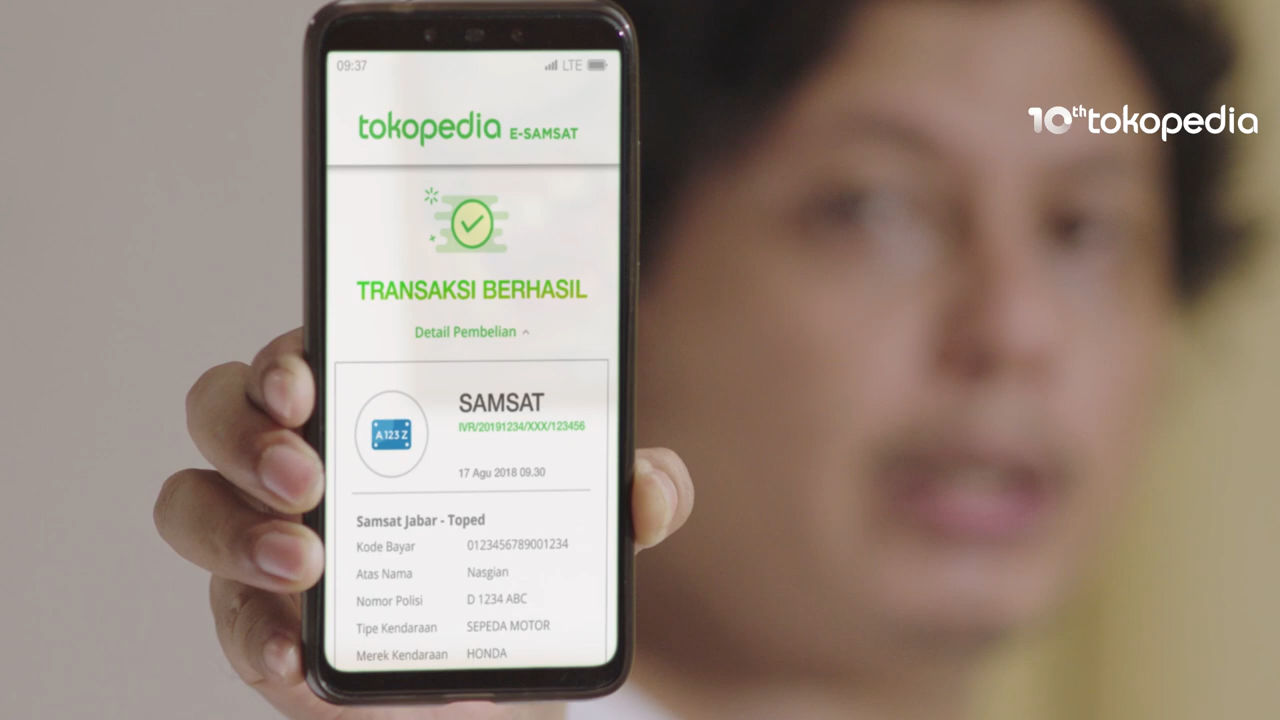 09:37 LTE
tokopedia E-SAMSAT
TRANSAKSI BERHASIL
Detail Pembelian
SAMSAT
A 123 Z
IVR/20191234/XXX/123456
17 Agu 2018 09.30
Samsat Jabar - Toped
Kode Bayar 0123456789001234
Atas Nama Nasgian
Nomor Polisi D 1234 ABC
Tipe Kendaraan SEPEDA MOTOR
Merek Kendaraan HONDA
10th tokopedia